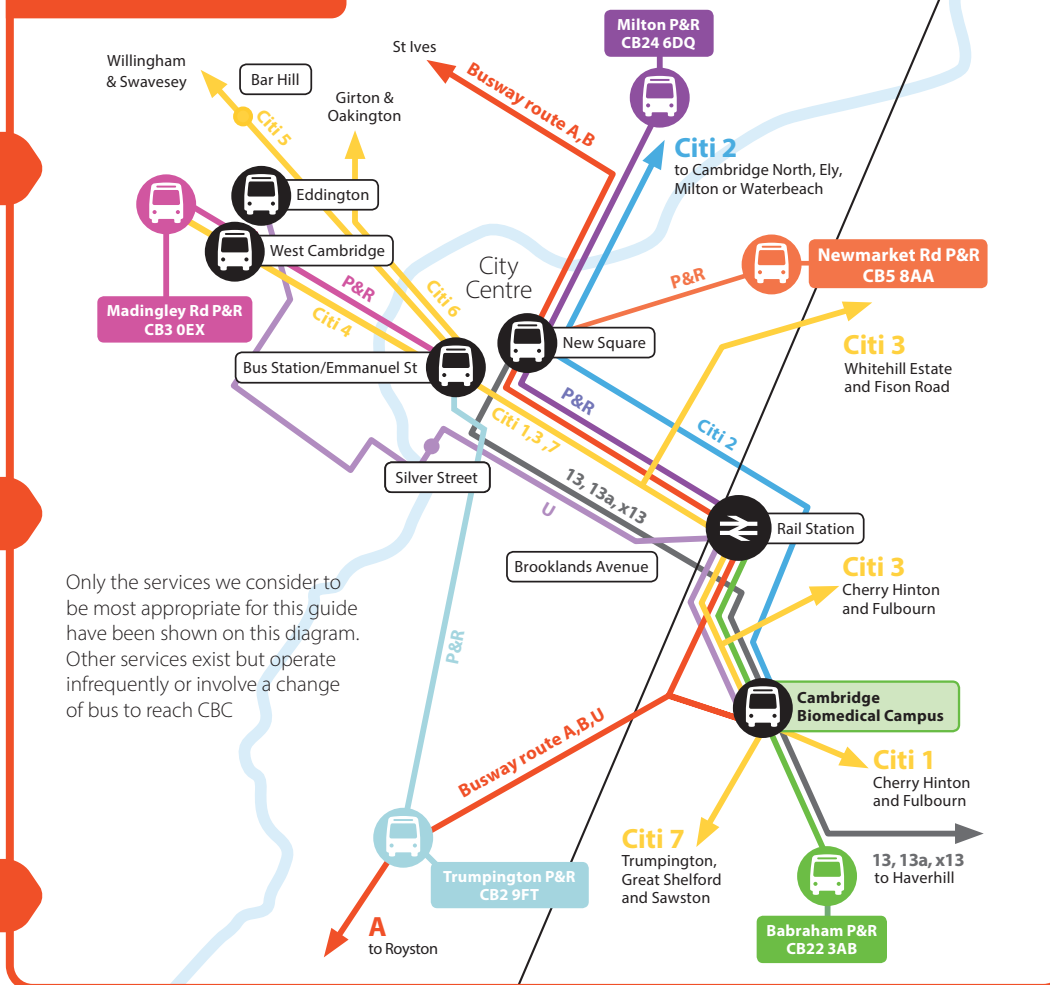 Milton P&R
CB24 6DQ
St Ives
Willingham
& Swavesey
Bar Hill
Busway route A,B
Girton &
Oakington
Citi 5
Citi 2
to Cambridge North, Ely,
Milton or Waterbeach
Eddington
West Cambridge
City
Centre
Newmarket Rd P&R
CB5 8AA
P&R
P&R
Citi 6
Madingley Rd P&R
CB3 0EX
Citi 4
New Square
Citi 3
Whitehill Estate
and Fison Road
Bus Station/Emmanuel St
P&R
Citi 1,3 ,7
Citi 2
Silver Street
13, 13a, x13
U
Rail Station
Brooklands Avenue
Citi 3
Cherry Hinton
and Fulbourn
Only the services we consider to
be most appropriate for this guide
have been shown on this diagram.
Other services exist but operate
infrequently or involve a change
of bus to reach CBC
P&R
Cambridge
Biomedical Campus
Busway route A,B,U
Citi 1
Cherry Hinton
and Fulbourn
Citi 7
Trumpington,
Great Shelford
and Sawston
13, 13a, x13
to Haverhill
Trumpington P&R
CB2 9FT
A
to Royston
Babraham P&R
CB22 3AB